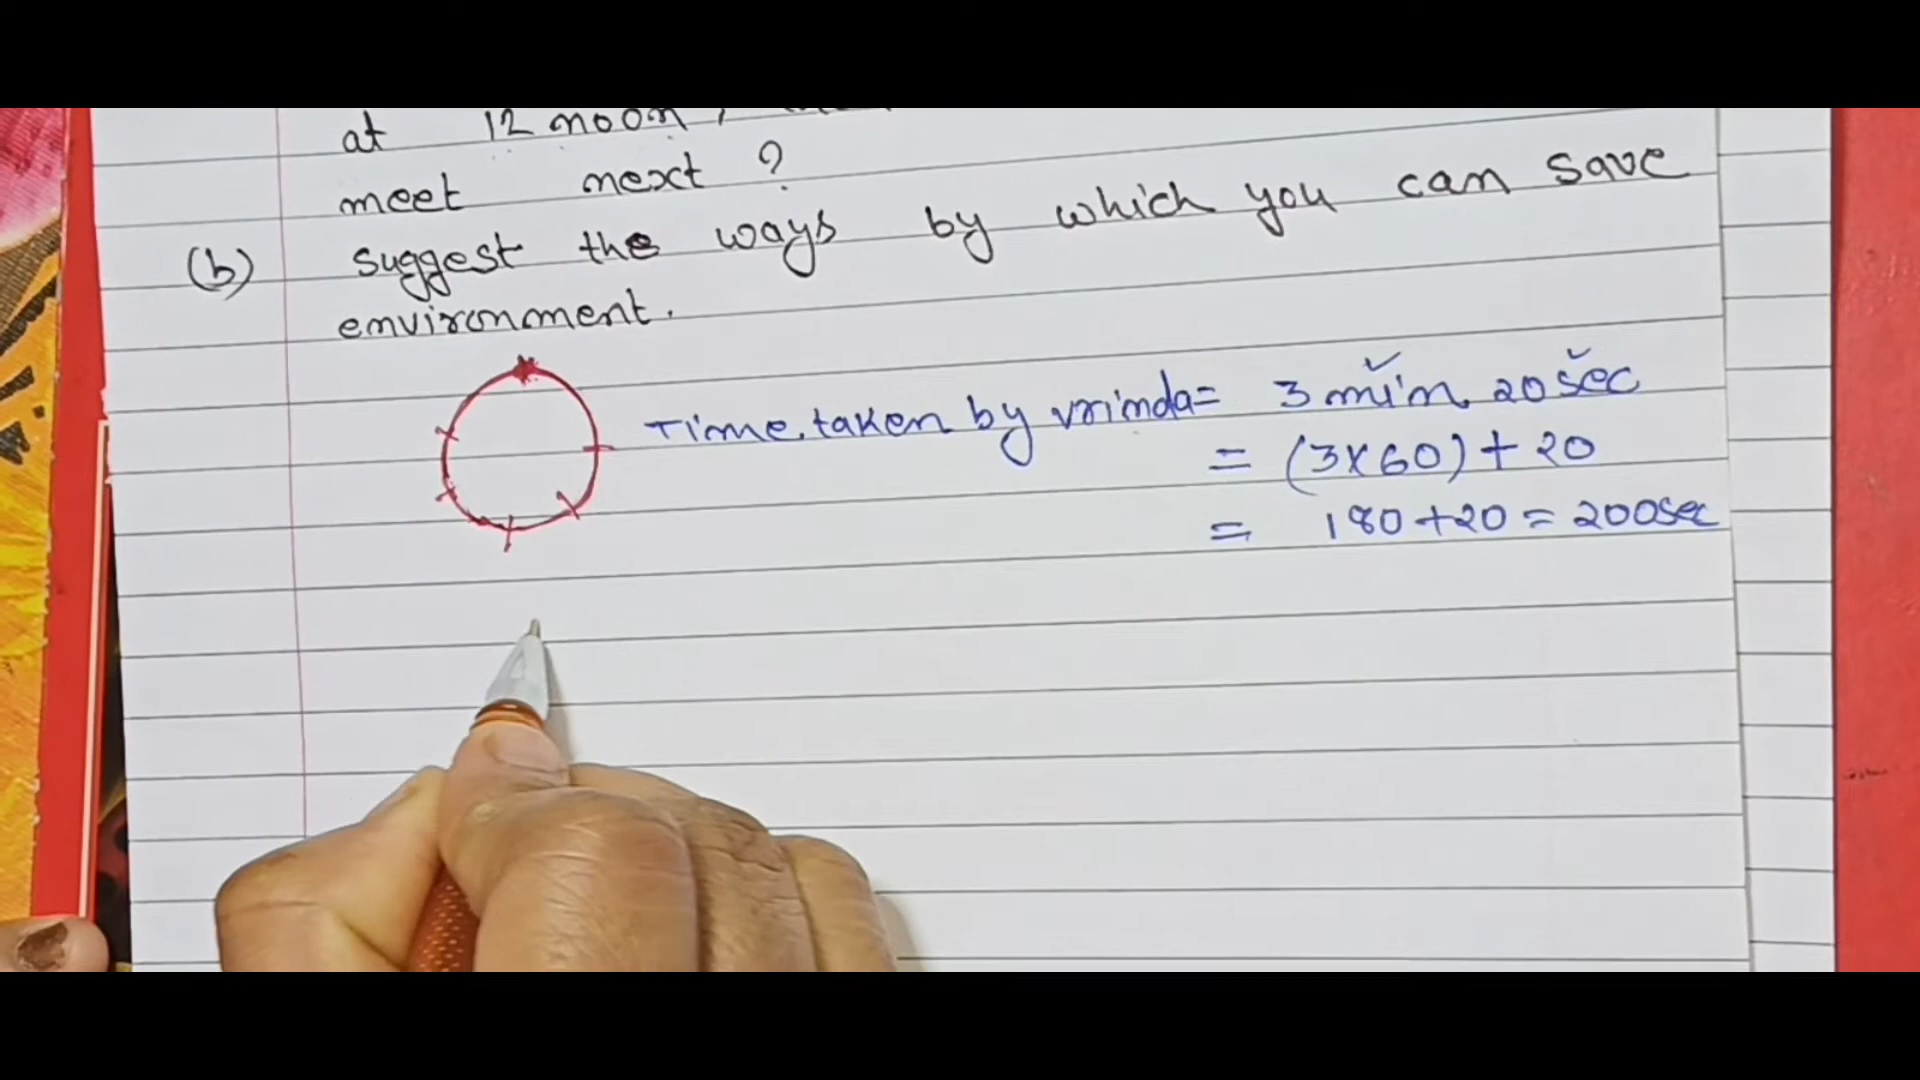 at 12 noon,
meet next ?
(b) suggest the ways by which you can save
environment.
Time taken by vrinda = 3 min 20 sec
= (3x60) + 20
= 180+20 = 200sec